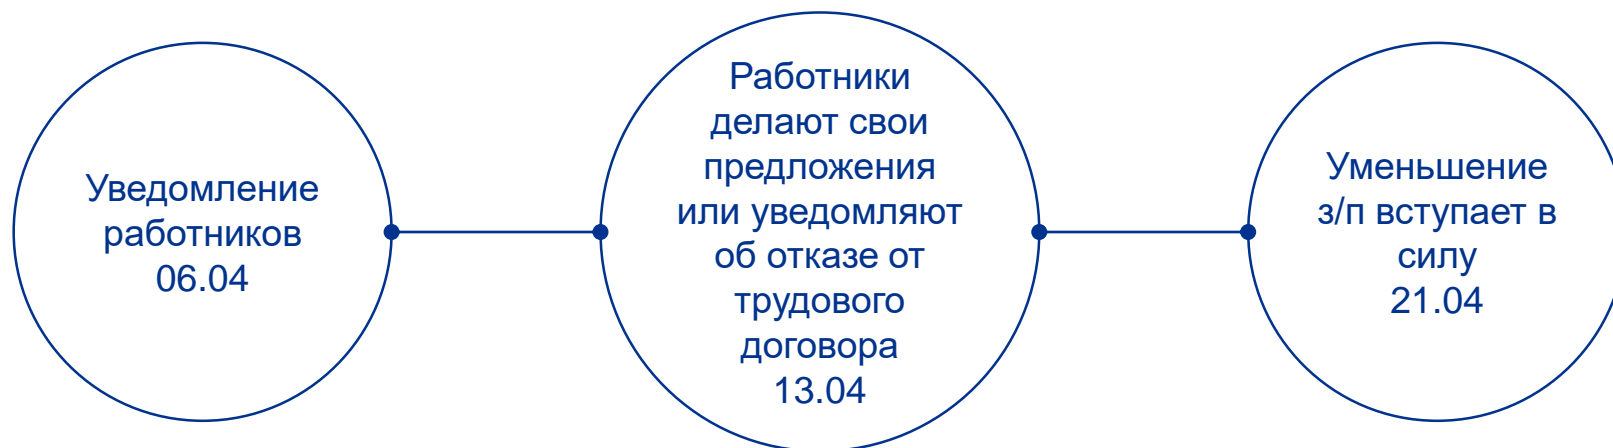 Уведомление
работников
06.04
Работники
делают свои
предложения
или уведомляют
об отказе от
трудового
договора
13.04
Уменьшение
з/п вступает в
силу
21.04